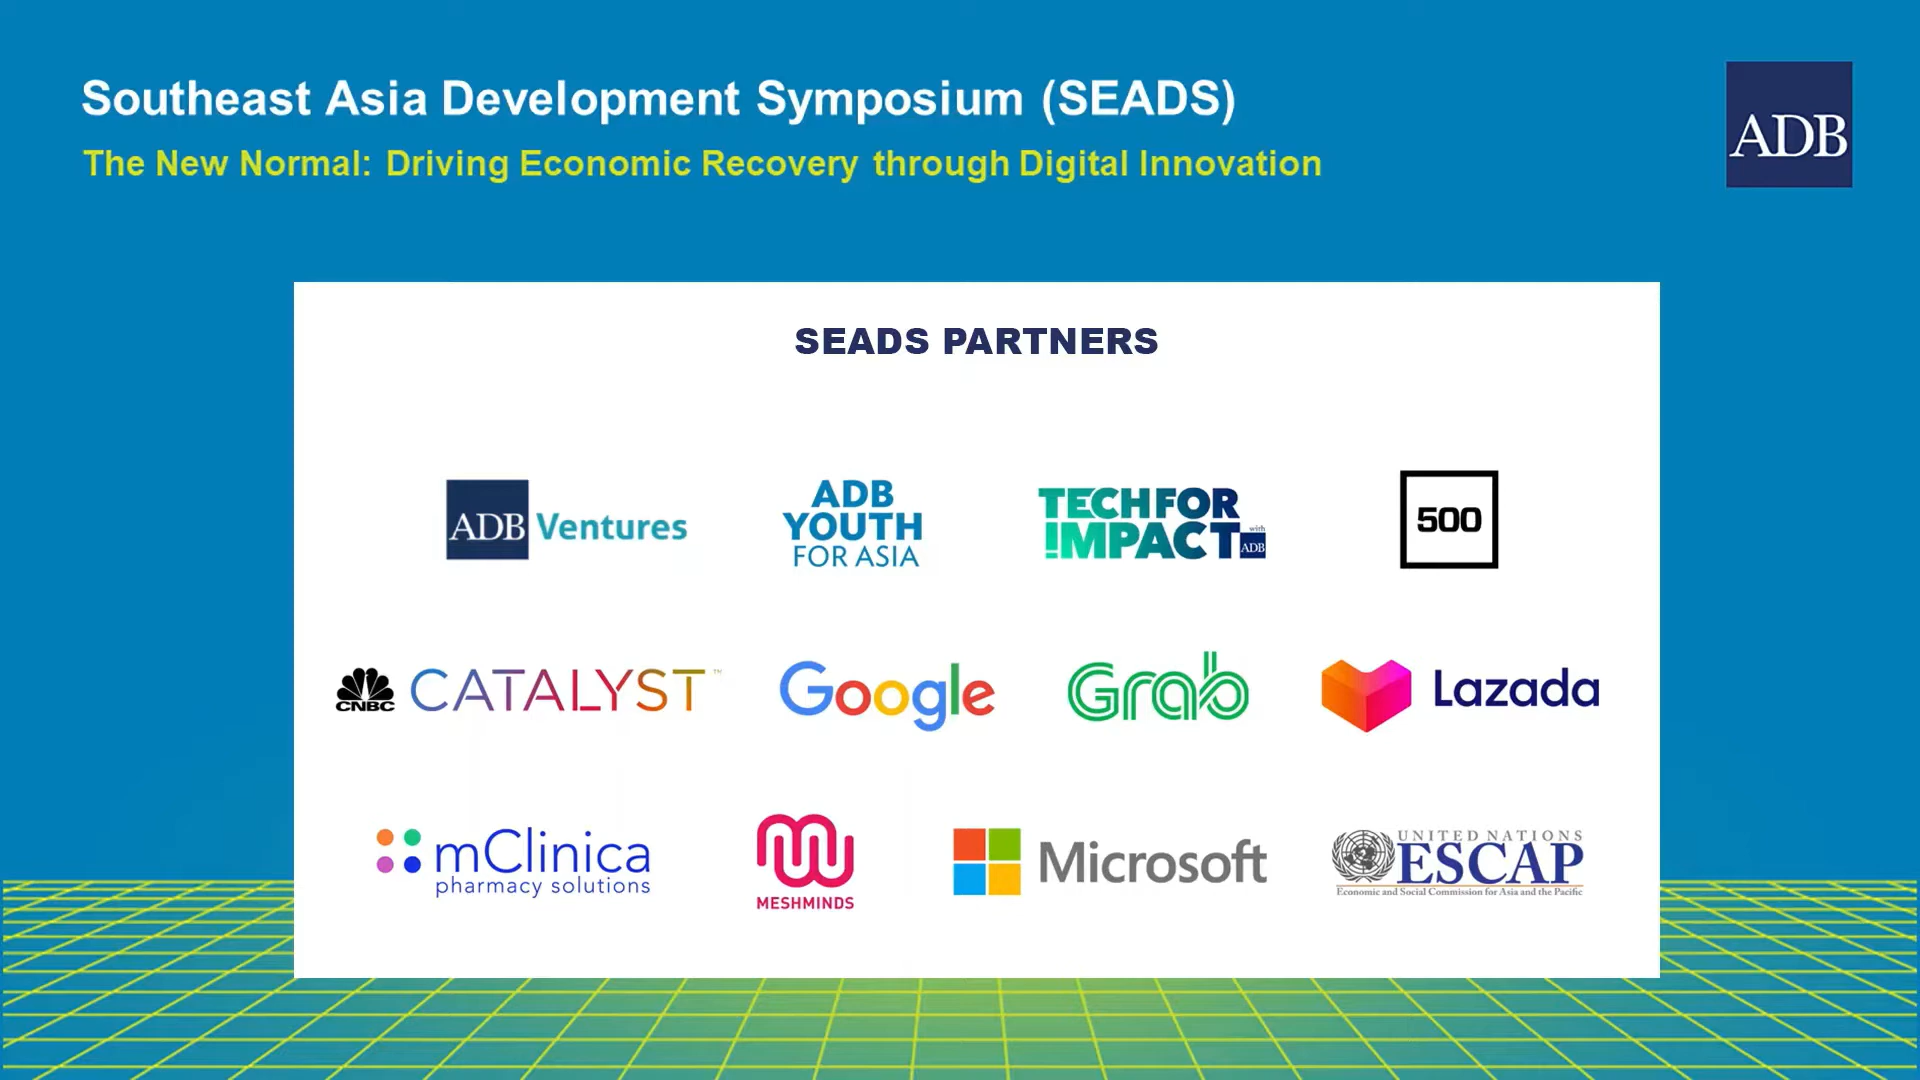 Southeast Asia Development Symposium (SEADS)
The New Normal: Driving Economic Recovery through Digital Innovation
ADB
SEADS PARTNERS
ADB Ventures
ADB
YOUTH
FOR ASIA
TECH FOR
IMPACT with
ADB
500
CNBC CATALYST™
Google
Grab
Lazada
mClinica
pharmacy solutions
MESHMINDS
Microsoft
UNITED NATIONS
ESCAP
Economic and Social Commission for Asia and the Pacific